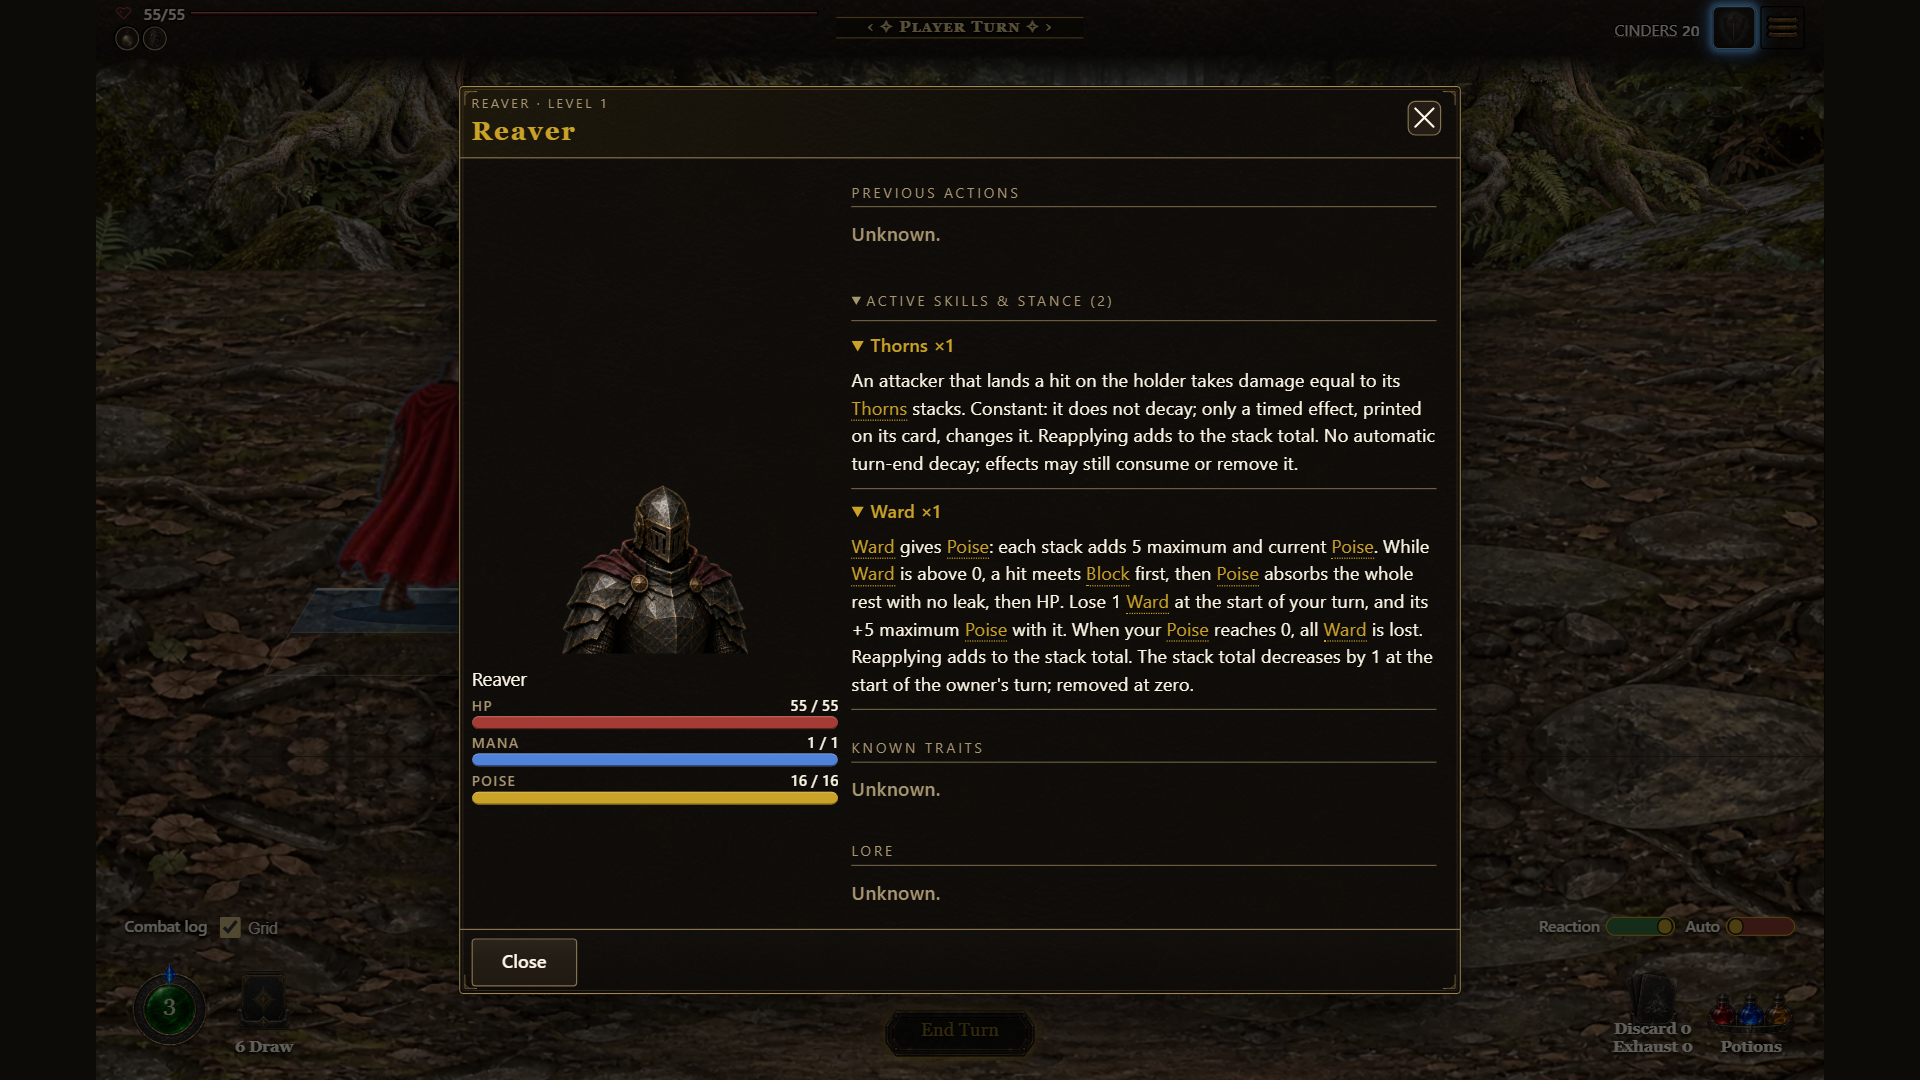 55/55
‹ ✧ PLAYER TURN ✧ ›
CINDERS 20
REAVER · LEVEL 1
Reaver
PREVIOUS ACTIONS
Unknown.
▼ ACTIVE SKILLS & STANCE (2)
▼ Thorns ×1
An attacker that lands a hit on the holder takes damage equal to its
Thorns stacks. Constant: it does not decay; only a timed effect, printed
on its card, changes it. Reapplying adds to the stack total. No automatic
turn-end decay; effects may still consume or remove it.
▼ Ward ×1
Ward gives Poise: each stack adds 5 maximum and current Poise. While
Ward is above 0, a hit meets Block first, then Poise absorbs the whole
rest with no leak, then HP. Lose 1 Ward at the start of your turn, and its
+5 maximum Poise with it. When your Poise reaches 0, all Ward is lost.
Reapplying adds to the stack total. The stack total decreases by 1 at the
start of the owner's turn; removed at zero.
KNOWN TRAITS
Unknown.
LORE
Unknown.
Reaver
HP 55 / 55
MANA 1 / 1
POISE 16 / 16
Close
Combat log Grid
3
6 Draw
End Turn
Reaction Auto
Discard 0
Exhaust 0
Potions